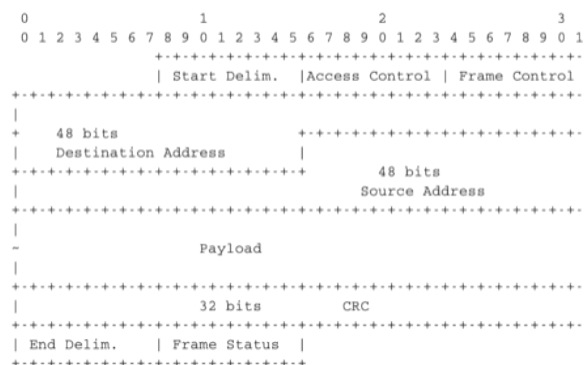 0 1 2 3
0 1 2 3 4 5 6 7 8 9 0 1 2 3 4 5 6 7 8 9 0 1 2 3 4 5 6 7 8 9 0 1
+-+-+-+-+-+-+-+-+-+-+-+-+-+-+-+-+-+-+-+-+-+-+-+-
| Start Delim. |Access Control | Frame Control
+-+-+-+-+-+-+-+-+-+-+-+-+-+-+-+-+-+-+-+-+-+-+-+-+-+-+-+-+-+-+-+-
|
+ 48 bits +-+-+-+-+-+-+-+-+-+-+-+-+-+-+-+-
| Destination Address |
+-+-+-+-+-+-+-+-+-+-+-+-+-+-+-+-+ 48 bits
| Source Address
+-+-+-+-+-+-+-+-+-+-+-+-+-+-+-+-+-+-+-+-+-+-+-+-+-+-+-+-+-+-+-+-
|
~ Payload
|
+-+-+-+-+-+-+-+-+-+-+-+-+-+-+-+-+-+-+-+-+-+-+-+-+-+-+-+-+-+-+-+-
| 32 bits CRC
+-+-+-+-+-+-+-+-+-+-+-+-+-+-+-+-+-+-+-+-+-+-+-+-+-+-+-+-+-+-+-+-
| End Delim. | Frame Status |
+-+-+-+-+-+-+-+-+-+-+-+-+-+-+-+-+